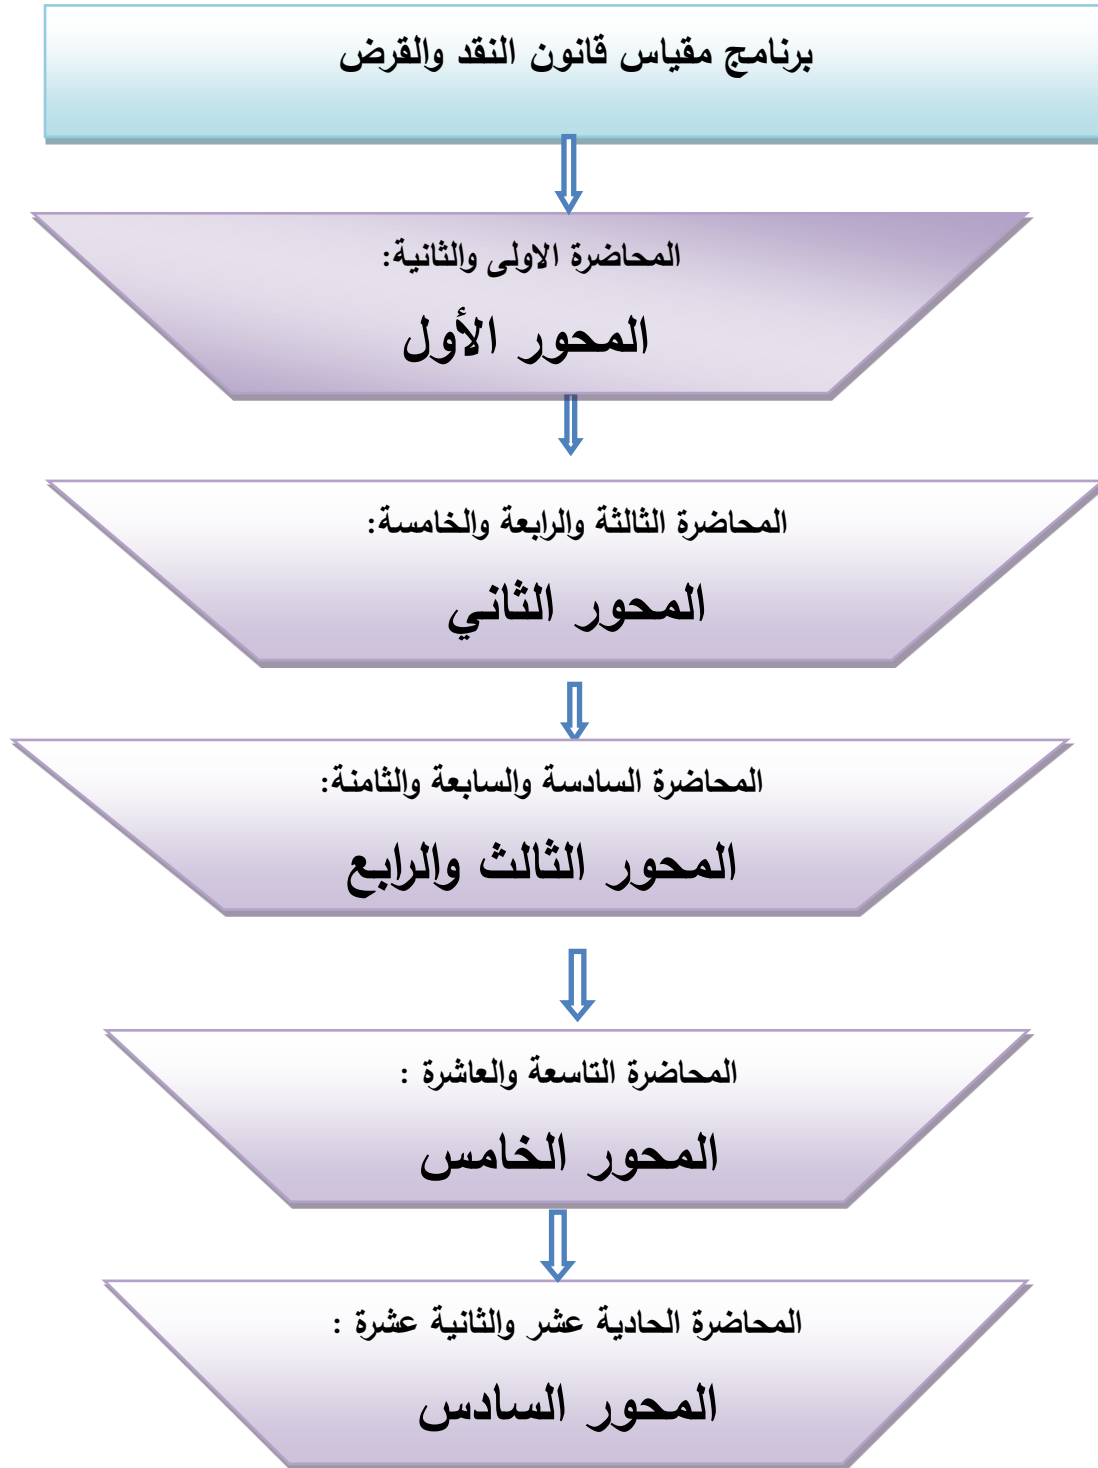 برنامج مقياس قانون النقد والقرض
المحاضرة الاولى والثانية:
المحور الأول
المحاضرة الثالثة والرابعة والخامسة:
المحور الثاني
المحاضرة السادسة والسابعة والثامنة:
المحور الثالث والرابع
المحاضرة التاسعة والعاشرة :
المحور الخامس
المحاضرة الحادية عشر والثانية عشرة :
المحور السادس